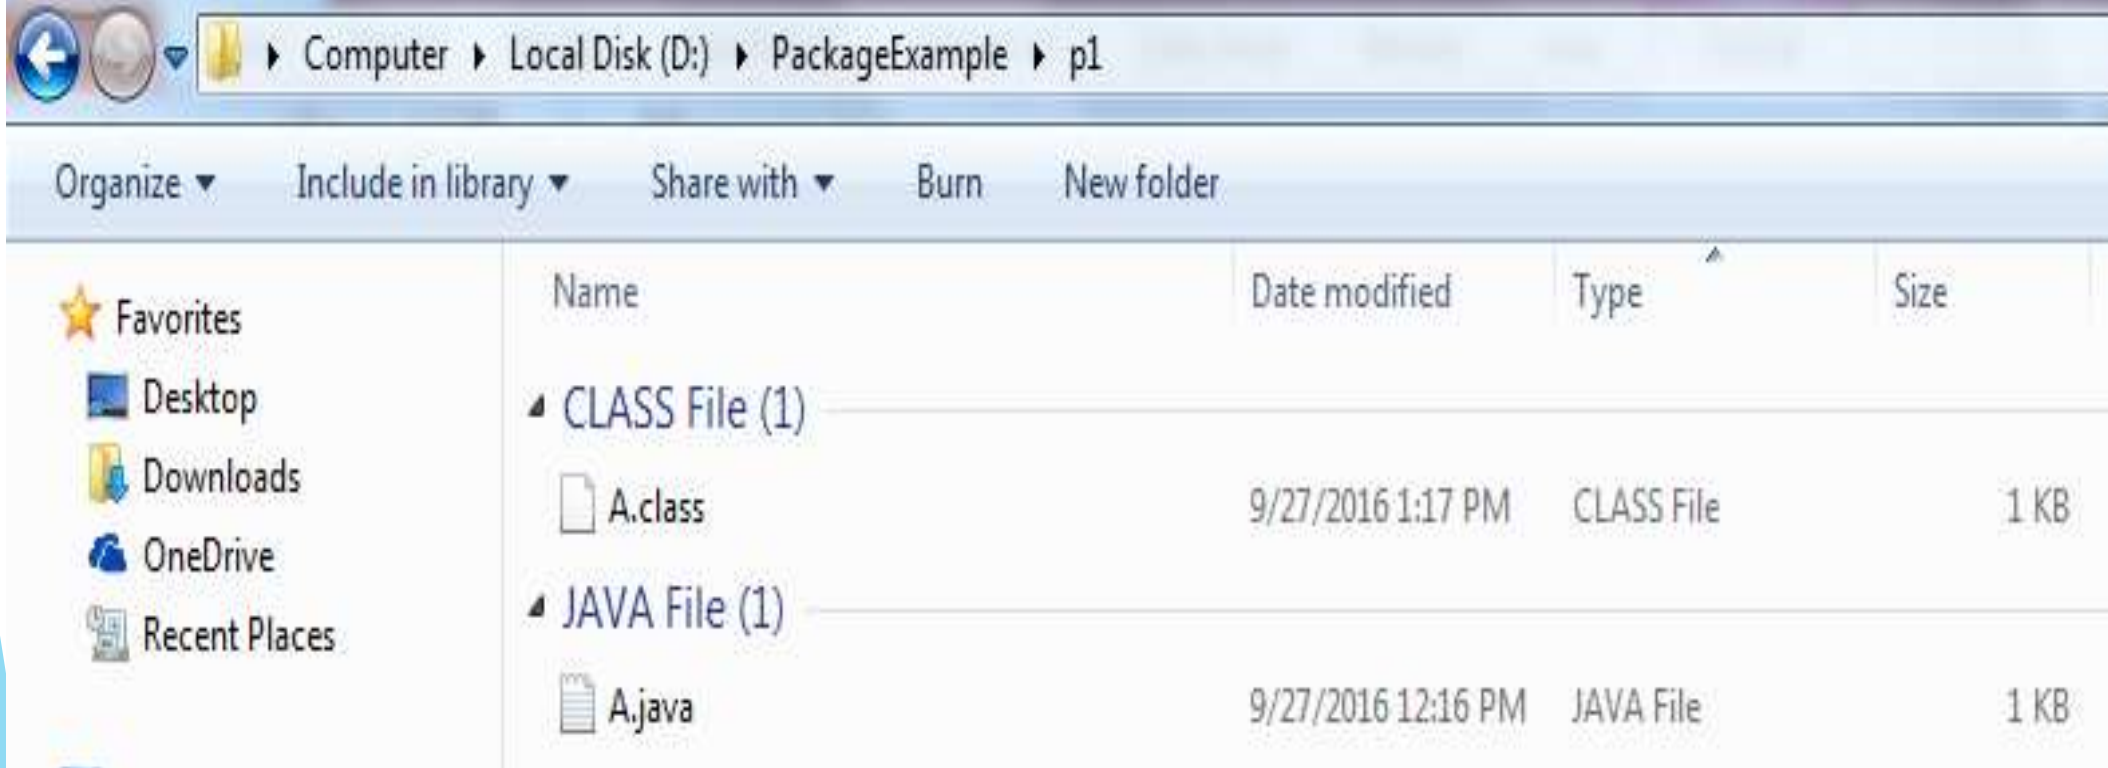 Computer Local Disk (D:) PackageExample p1
Organize Include in library Share with Burn New folder
Name Date modified Type Size
Favorites
Desktop
Downloads
OneDrive
Recent Places
CLASS File (1)
A.class 9/27/2016 1:17 PM CLASS File 1 KB
JAVA File (1)
A.java 9/27/2016 12:16 PM JAVA File 1 KB